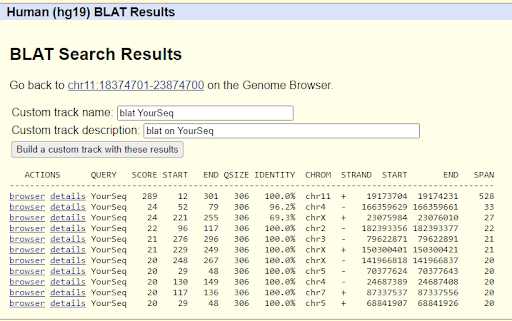 Human (hg19) BLAT Results
BLAT Search Results
Go back to chr11:18374701-23874700 on the Genome Browser.
Custom track name: blat YourSeq
Custom track description: blat on YourSeq
Build a custom track with these results
ACTIONS QUERY SCORE START END QSIZE IDENTITY CHROM STRAND START END SPAN
browser details YourSeq 289 12 301 306 100.0% chr11 + 19173704 19174231 528
browser details YourSeq 24 52 79 306 96.2% chrX - 166359629 166359661 33
browser details YourSeq 24 221 255 306 69.3% chrX + 23075984 23076010 27
browser details YourSeq 22 96 117 306 100.0% chr2 - 182393356 182393377 22
browser details YourSeq 21 276 296 306 100.0% chr3 - 79622871 79622891 21
browser details YourSeq 21 229 249 306 100.0% chr1 + 150300401 150300421 21
browser details YourSeq 20 248 267 306 100.0% chrX - 141966818 141966837 20
browser details YourSeq 20 29 48 306 100.0% chr5 - 70377624 70377643 20
browser details YourSeq 20 130 149 306 100.0% chr4 - 24687389 24687408 20
browser details YourSeq 20 117 136 306 100.0% chr7 + 87337537 87337556 20
browser details YourSeq 20 29 48 306 100.0% chr5 + 68841907 68841926 20